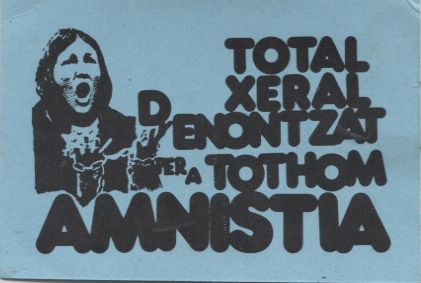 TOTAL
XERAL
DENONTZAT
PER A TOTHOM
AMNISTIA